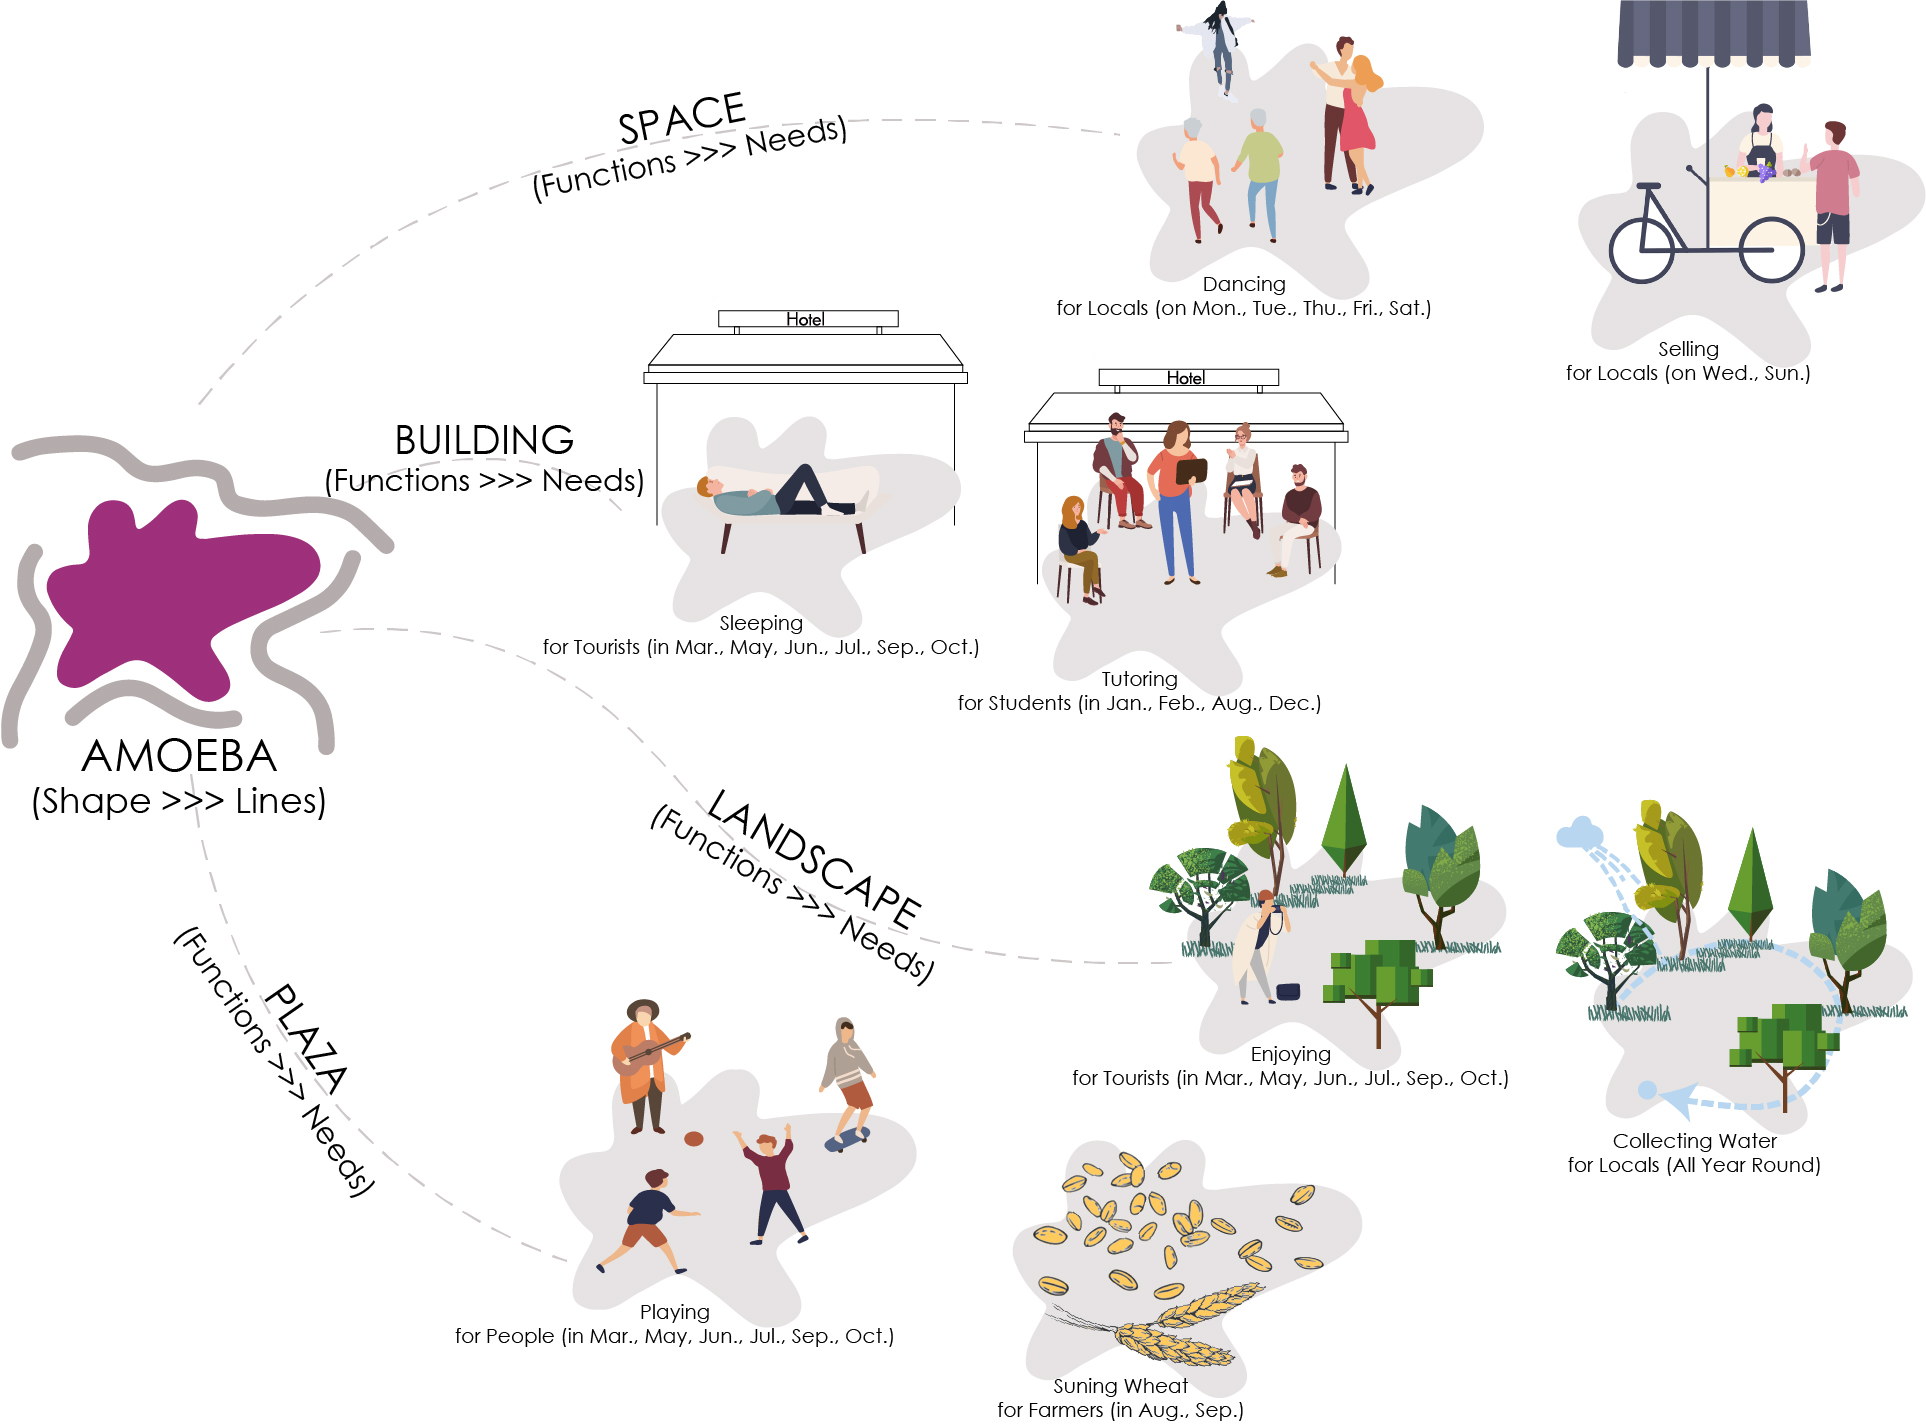 SPACE
(Functions >>> Needs)
Dancing
for Locals (on Mon., Tue., Thu., Fri., Sat.)
Selling
for Locals (on Wed., Sun.)
BUILDING
(Functions >>> Needs)
Hotel
Sleeping
for Tourists (in Mar., May, Jun., Jul., Sep., Oct.)
Hotel
Tutoring
for Students (in Jan., Feb., Aug., Dec.)
AMOEBA
(Shape >>> Lines)
LANDSCAPE
(Functions >>> Needs)
Enjoying
for Tourists (in Mar., May, Jun., Jul., Sep., Oct.)
Collecting Water
for Locals (All Year Round)
PLAZA
(Functions >>> Needs)
Playing
for People (in Mar., May, Jun., Jul., Sep., Oct.)
Suning Wheat
for Farmers (in Aug., Sep.)